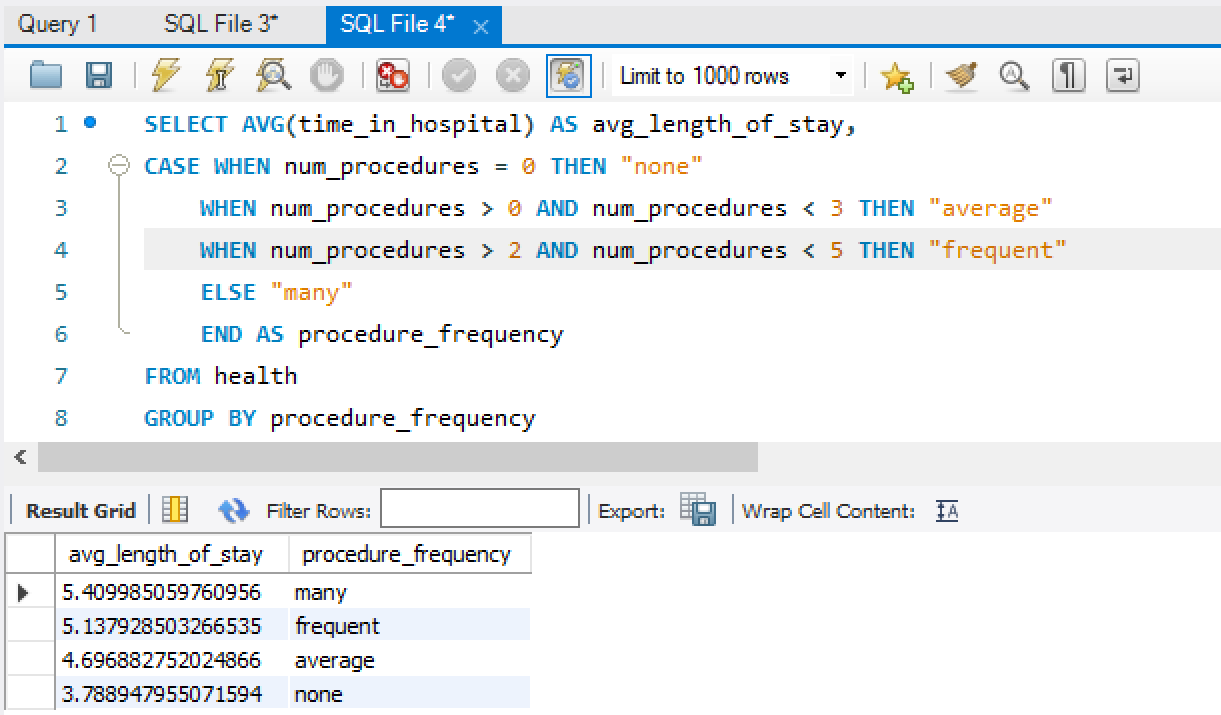 Query 1 SQL File 3* SQL File 4*
Limit to 1000 rows
1 SELECT AVG(time_in_hospital) AS avg_length_of_stay,
2 CASE WHEN num_procedures = 0 THEN "none"
3 WHEN num_procedures > 0 AND num_procedures < 3 THEN "average"
4 WHEN num_procedures > 2 AND num_procedures < 5 THEN "frequent"
5 ELSE "many"
6 END AS procedure_frequency
7 FROM health
8 GROUP BY procedure_frequency
Result Grid Filter Rows: Export: Wrap Cell Content: IA
avg_length_of_stay procedure_frequency
5.409985059760956 many
5.137928503266535 frequent
4.696882752024866 average
3.788947955071594 none